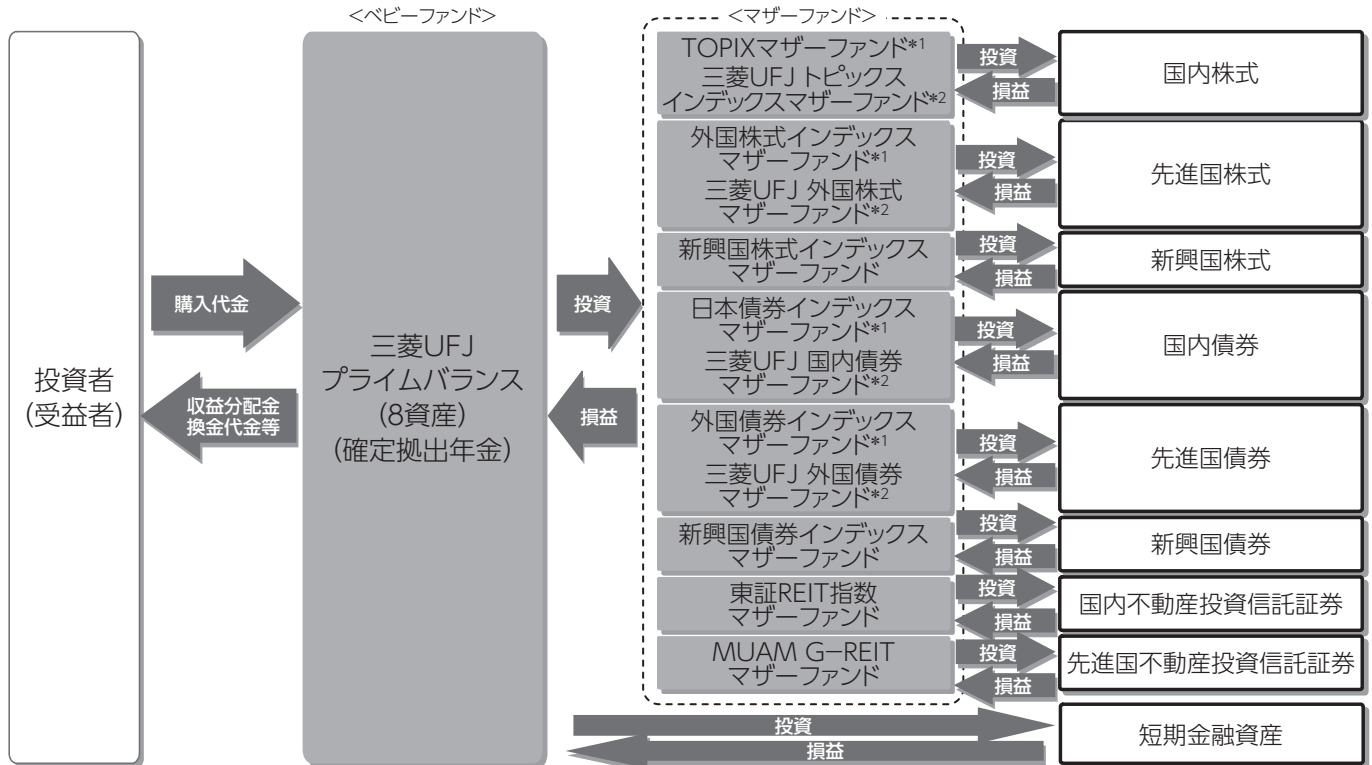 <ベビーファンド>
<マザーファンド>
投資者
(受益者)
購入代金
収益分配金
換金代金等
三菱UFJ
プライムバランス
(8資産)
(確定拠出年金)
投資
損益
TOPIXマザーファンド*1
三菱UFJ トピックス
インデックスマザーファンド*2
投資
損益
国内株式
外国株式インデックス
マザーファンド*1
三菱UFJ 外国株式
マザーファンド*2
投資
損益
先進国株式
新興国株式インデックス
マザーファンド
投資
損益
新興国株式
日本債券インデックス
マザーファンド*1
三菱UFJ 国内債券
マザーファンド*2
投資
損益
国内債券
外国債券インデックス
マザーファンド*1
三菱UFJ 外国債券
マザーファンド*2
投資
損益
先進国債券
新興国債券インデックス
マザーファンド
投資
損益
新興国債券
東証REIT指数
マザーファンド
投資
損益
国内不動産投資信託証券
MUAM G-REIT
マザーファンド
投資
損益
先進国不動産投資信託証券
投資
損益
短期金融資産